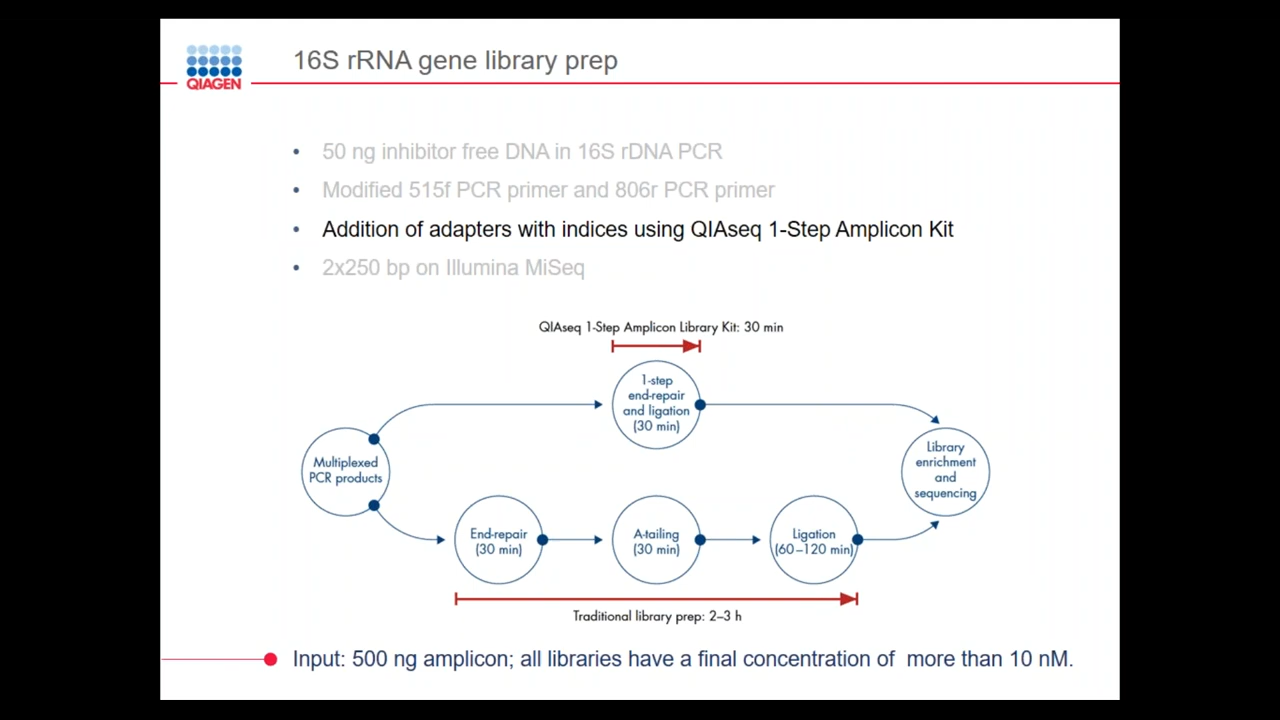 QIAGEN
16S rRNA gene library prep
• 50 ng inhibitor free DNA in 16S rDNA PCR
• Modified 515f PCR primer and 806r PCR primer
• Addition of adapters with indices using QIAseq 1-Step Amplicon Kit
• 2x250 bp on Illumina MiSeq
QIAseq 1-Step Amplicon Library Kit: 30 min
1-step
end-repair
and ligation
(30 min)
Multiplexed
PCR products
Library
enrichment
and
sequencing
End-repair
(30 min)
A-tailing
(30 min)
Ligation
(60–120 min)
Traditional library prep: 2–3 h
Input: 500 ng amplicon; all libraries have a final concentration of more than 10 nM.